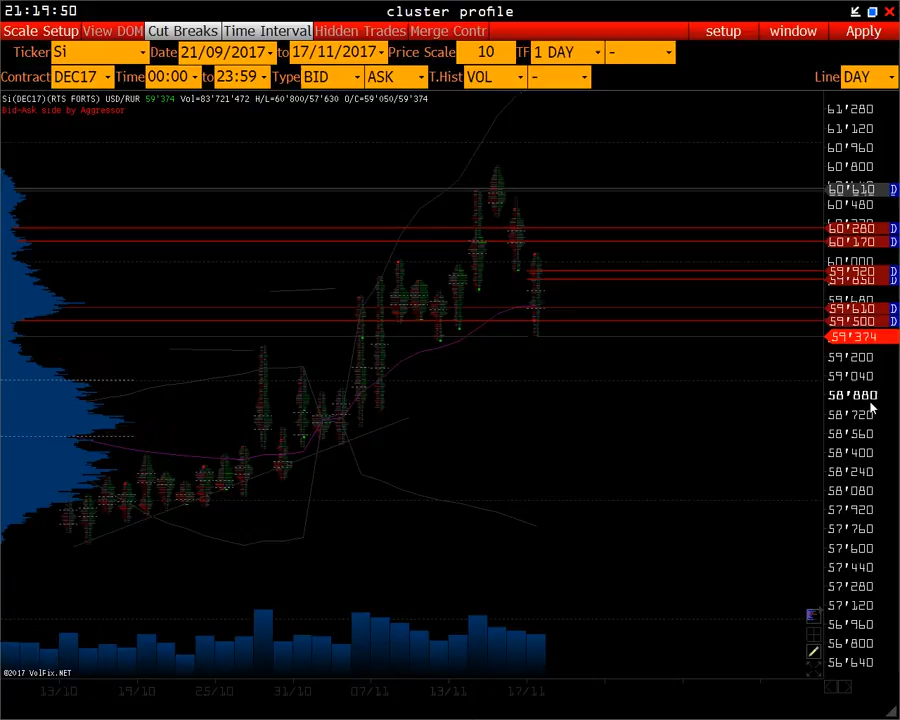 21:19:50 cluster profile
Scale Setup View DOM Cut Breaks Time Interval Hidden Trades Merge Contr setup window Apply
Ticker Si Date 21/09/2017 to 17/11/2017 Price Scale 10 TF 1 DAY -
Contract DEC17 Time 00:00 to 23:59 Type BID ASK T.Hist VOL - Line DAY
Si(DEC17)(RTS FORTS) USD/RUR 59'374 Vol=83'721'472 H/L=60'800/57'630 O/C=59'050/59'374
Bid-Ask side by Aggressor
61'280
61'120
60'960
60'800
60'610 D
60'480
60'280 D
60'170 D
60'000
59'920 D
59'850 D
59'680
59'610 D
59'500 D
59'374
59'200
59'040
58'880
58'720
58'560
58'400
58'240
58'080
57'920
57'760
57'600
57'440
57'280
57'120
56'960
56'800
56'640
©2017 VolFix.NET
13/10 19/10 25/10 31/10 07/11 13/11 17/11